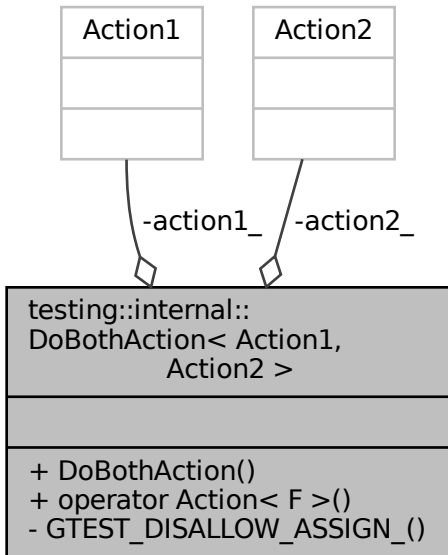 Action1
Action2
-action1_
-action2_
testing::internal::
DoBothAction< Action1,
Action2 >
+ DoBothAction()
+ operator Action< F >()
- GTEST_DISALLOW_ASSIGN_()